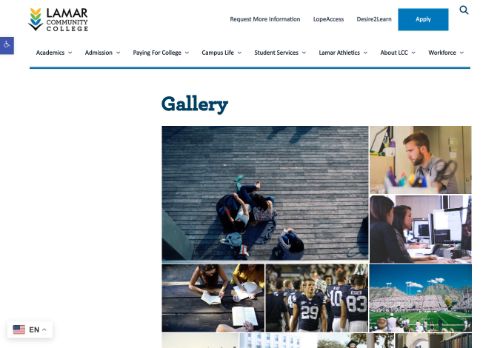 LAMAR
COMMUNITY
COLLEGE
Request More Information LopeAccess Desire2Learn Apply
Academics Admission Paying For College Campus Life Student Services Lamar Athletics About LCC Workforce
Gallery
29 83
EN